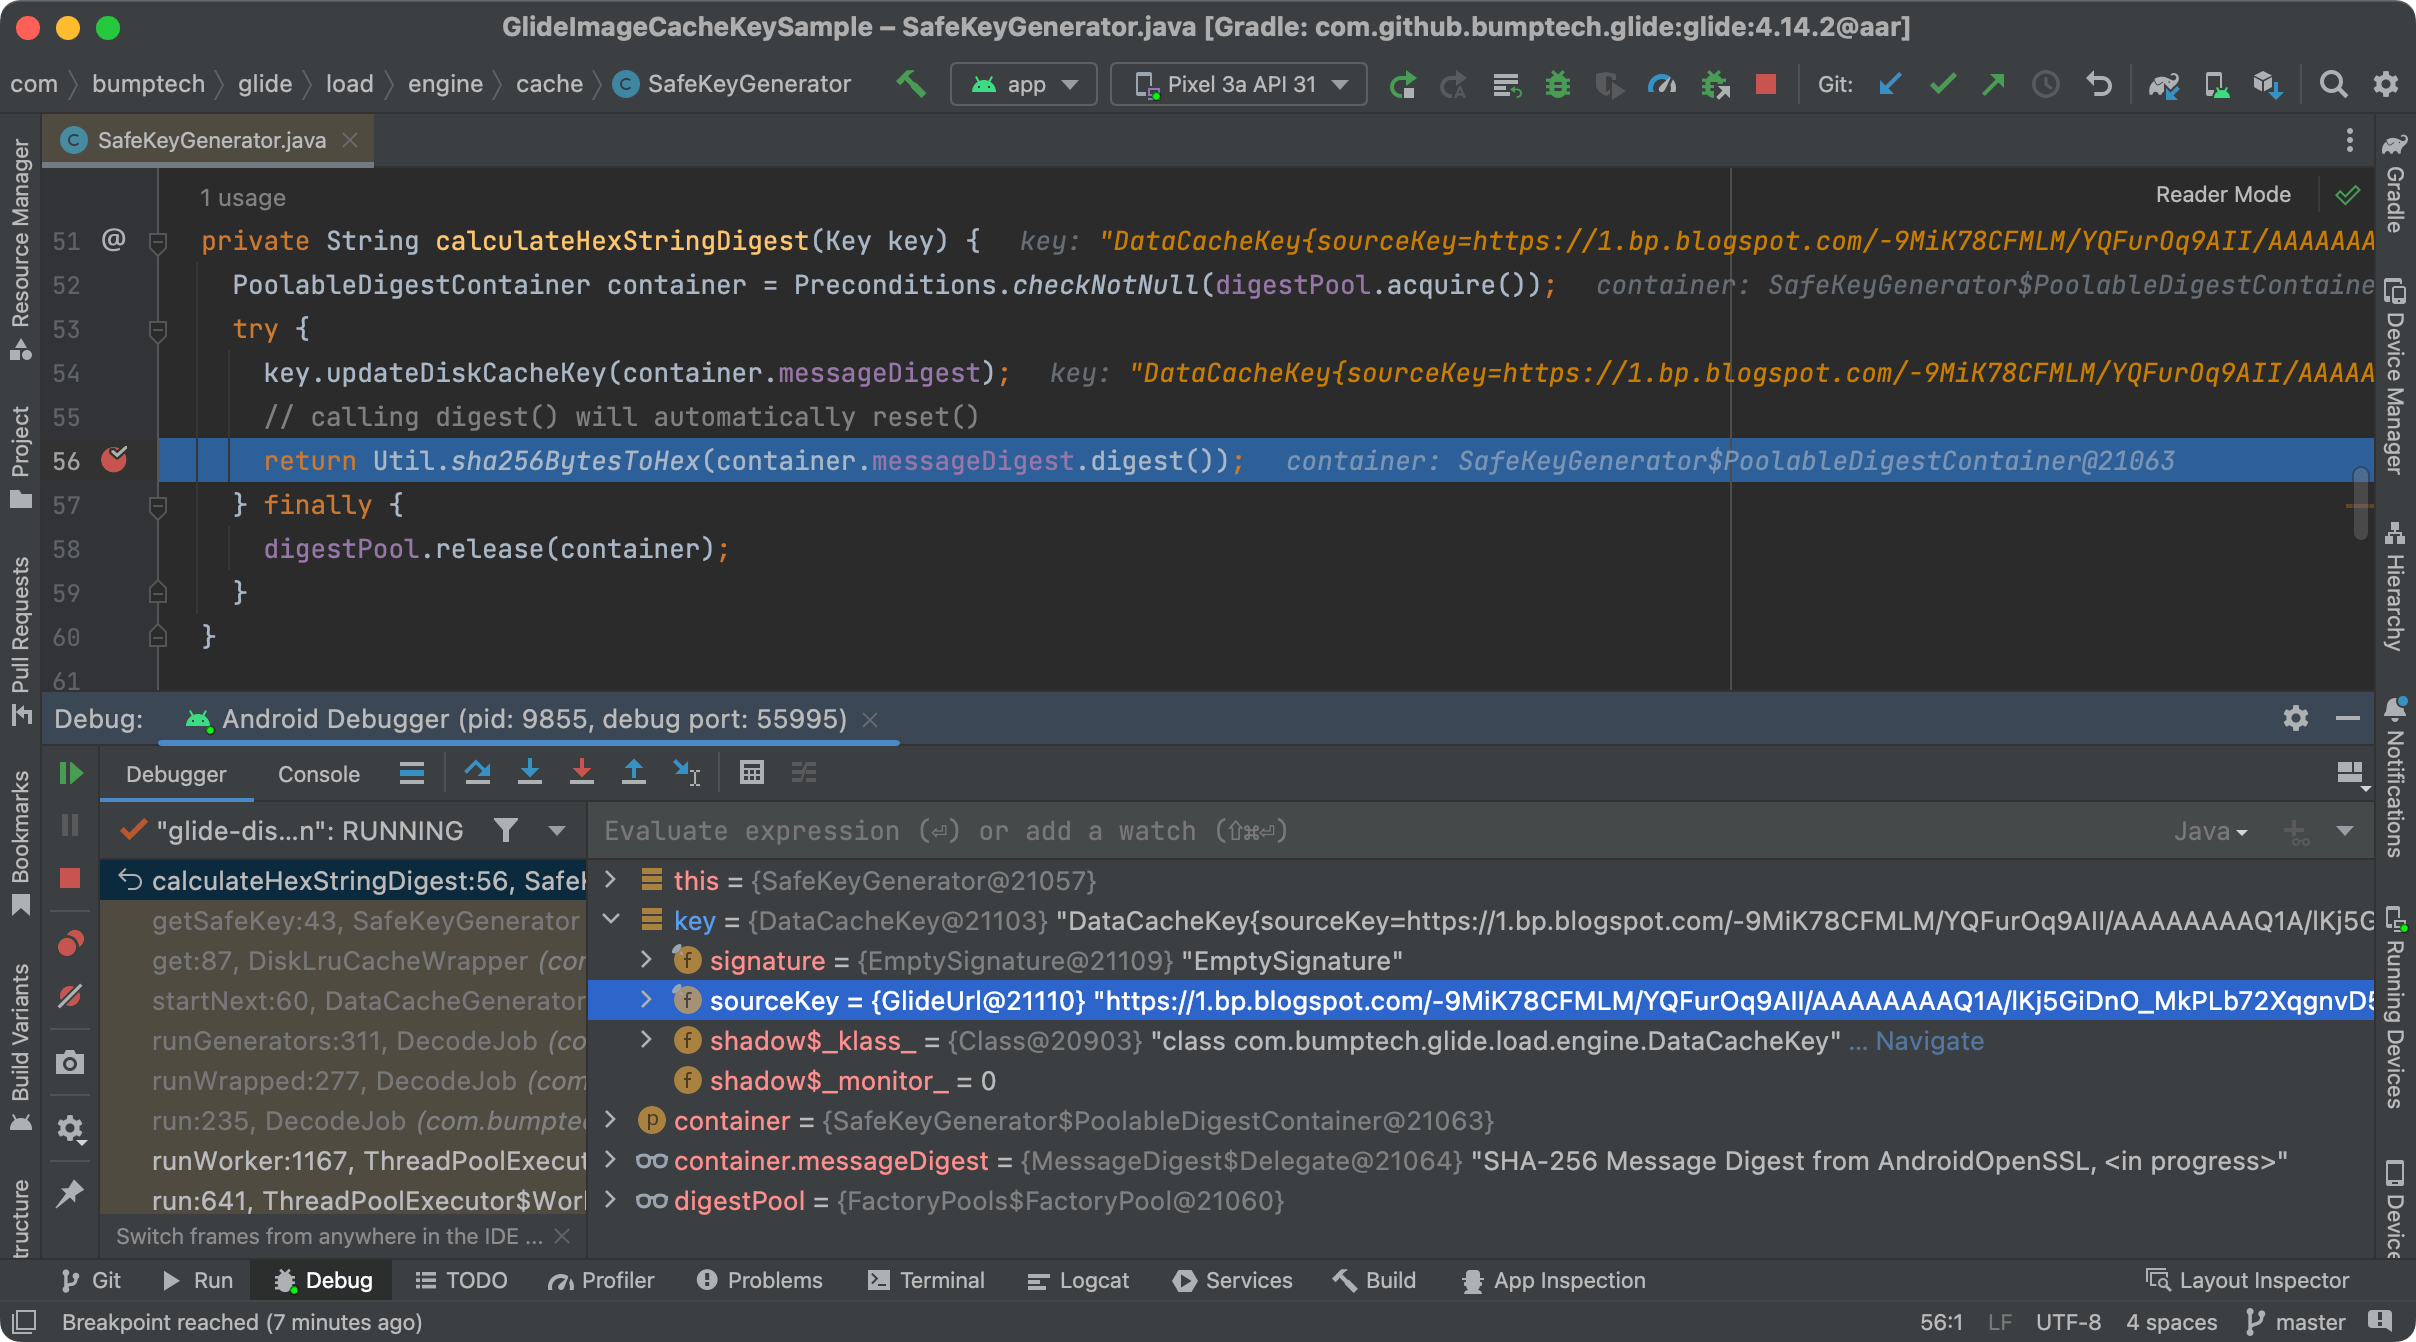 GlideImageCacheKeySample – SafeKeyGenerator.java [Gradle: com.github.bumptech.glide:glide:4.14.2@aar]
com bumptech glide load engine cache SafeKeyGenerator app Pixel 3a API 31 Git:
SafeKeyGenerator.java
Resource Manager
Project
Pull Requests
Bookmarks
Build Variants
tructure
1 usage
Reader Mode
51 @ private String calculateHexStringDigest(Key key) { key: "DataCacheKey{sourceKey=https://1.bp.blogspot.com/-9MiK78CFMLM/YQFurOq9AII/AAAAAAA
52 PoolableDigestContainer container = Preconditions.checkNotNull(digestPool.acquire()); container: SafeKeyGenerator$PoolableDigestContaine
53 try {
54 key.updateDiskCacheKey(container.messageDigest); key: "DataCacheKey{sourceKey=https://1.bp.blogspot.com/-9MiK78CFMLM/YQFurOq9AII/AAAAA
55 // calling digest() will automatically reset()
56 return Util.sha256BytesToHex(container.messageDigest.digest()); container: SafeKeyGenerator$PoolableDigestContainer@21063
57 } finally {
58 digestPool.release(container);
59 }
60 }
61
Gradle
Device Manager
Hierarchy
Notifications
Running Devices
Device
Debug: Android Debugger (pid: 9855, debug port: 55995)
Debugger Console
"glide-dis...n": RUNNING
Evaluate expression (⏎) or add a watch (⇧⌘⏎) Java
calculateHexStringDigest:56, SafeK
getSafeKey:43, SafeKeyGenerator
get:87, DiskLruCacheWrapper (cor
startNext:60, DataCacheGenerator
runGenerators:311, DecodeJob (co
runWrapped:277, DecodeJob (com
run:235, DecodeJob (com.bumpte
runWorker:1167, ThreadPoolExecut
run:641, ThreadPoolExecutor$Worl
Switch frames from anywhere in the IDE ...
this = {SafeKeyGenerator@21057}
key = {DataCacheKey@21103} "DataCacheKey{sourceKey=https://1.bp.blogspot.com/-9MiK78CFMLM/YQFurOq9AII/AAAAAAAAQ1A/lKj5G
f signature = {EmptySignature@21109} "EmptySignature"
f sourceKey = {GlideUrl@21110} "https://1.bp.blogspot.com/-9MiK78CFMLM/YQFurOq9AII/AAAAAAAAQ1A/lKj5GiDnO_MkPLb72XqgnvD5
f shadow$_klass_ = {Class@20903} "class com.bumptech.glide.load.engine.DataCacheKey" ... Navigate
f shadow$_monitor_ = 0
p container = {SafeKeyGenerator$PoolableDigestContainer@21063}
container.messageDigest = {MessageDigest$Delegate@21064} "SHA-256 Message Digest from AndroidOpenSSL, <in progress>"
digestPool = {FactoryPools$FactoryPool@21060}
Git Run Debug TODO Profiler Problems Terminal Logcat Services Build App Inspection Layout Inspector
Breakpoint reached (7 minutes ago) 56:1 LF UTF-8 4 spaces master